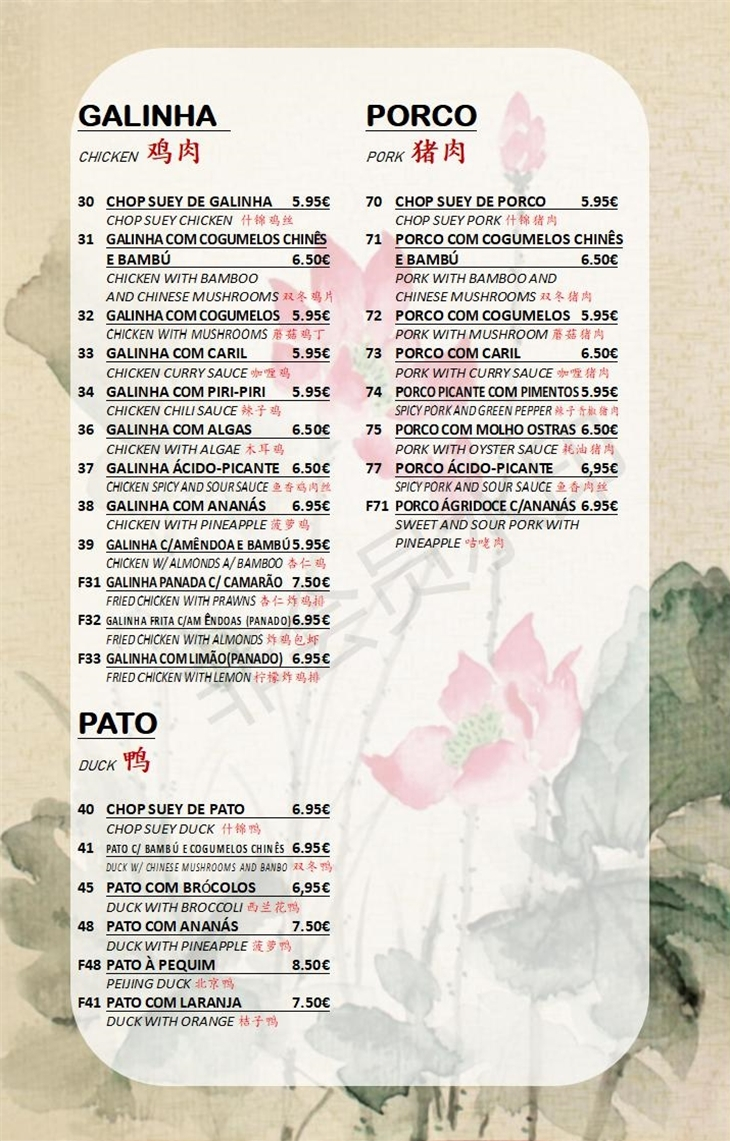 GALINHA
CHICKEN 鸡肉
30 CHOP SUEY DE GALINHA 5.95€
CHOP SUEY CHICKEN 什锦鸡丝
31 GALINHA COM COGUMELOS CHINÊS
E BAMBÚ 6.50€
CHICKEN WITH BAMBOO
AND CHINESE MUSHROOMS 双冬鸡片
32 GALINHA COM COGUMELOS 5.95€
CHICKEN WITH MUSHROOMS 蘑菇鸡丁
33 GALINHA COM CARIL 5.95€
CHICKEN CURRY SAUCE 咖喱鸡
34 GALINHA COM PIRI-PIRI 5.95€
CHICKEN CHILI SAUCE 辣子鸡
36 GALINHA COM ALGAS 6.50€
CHICKEN WITH ALGAE 木耳鸡
37 GALINHA ÁCIDO-PICANTE 6.50€
CHICKEN SPICY AND SOUR SAUCE 鱼香鸡肉丝
38 GALINHA COM ANANÁS 6.95€
CHICKEN WITH PINEAPPLE 菠萝鸡
39 GALINHA C/AMÊNDOA E BAMBÚ 5.95€
CHICKEN W/ ALMONDS A/ BAMBOO 杏仁鸡
F31 GALINHA PANADA C/ CAMARÃO 7.50€
FRIED CHICKEN WITH PRAWNS 杏仁炸鸡排
F32 GALINHA FRITA C/AM ÊNDOAS (PANADO) 6.95€
FRIED CHICKEN WITH ALMONDS 炸鸡包虾
F33 GALINHA COM LIMÃO(PANADO) 6.95€
FRIED CHICKEN WITH LEMON 柠檬炸鸡排
PATO
DUCK 鸭
40 CHOP SUEY DE PATO 6.95€
CHOP SUEY DUCK 什锦鸭
41 PATO C/ BAMBÚ E COGUMELOS CHINÊS 6.95€
DUCK W/ CHINESE MUSHROOMS AND BANBO 双冬鸭
45 PATO COM BRÓCOLOS 6,95€
DUCK WITH BROCCOLI 西兰花鸭
48 PATO COM ANANÁS 7.50€
DUCK WITH PINEAPPLE 菠萝鸭
F48 PATO À PEQUIM 8.50€
PEIJING DUCK 北京鸭
F41 PATO COM LARANJA 7.50€
DUCK WITH ORANGE 桔子鸭
PORCO
PORK 猪肉
70 CHOP SUEY DE PORCO 5.95€
CHOP SUEY PORK 什锦猪肉
71 PORCO COM COGUMELOS CHINÊS
E BAMBÚ 6.50€
PORK WITH BAMBOO AND
CHINESE MUSHROOMS 双冬猪肉
72 PORCO COM COGUMELOS 5.95€
PORK WITH MUSHROOM 蘑菇猪肉
73 PORCO COM CARIL 6.50€
PORK WITH CURRY SAUCE 咖喱猪肉
74 PORCO PICANTE COM PIMENTOS 5.95€
SPICY PORK AND GREEN PEPPER 辣子青椒猪肉
75 PORCO COM MOLHO OSTRAS 6.50€
PORK WITH OYSTER SAUCE 耗油猪肉
77 PORCO ÁCIDO-PICANTE 6,95€
SPICY PORK AND SOUR SAUCE 鱼香肉丝
F71 PORCO ÁGRIDOCE C/ANANÁS 6.95€
SWEET AND SOUR PORK WITH
PINEAPPLE 咕咾肉